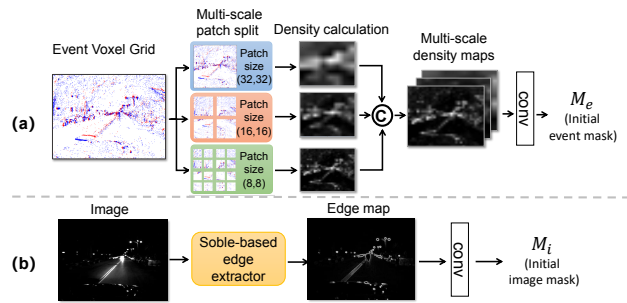 Multi-scale
patch split
Density calculation
Event Voxel Grid
Multi-scale
density maps
Patch
size
(32,32)
Patch
size
(16,16)
Patch
size
(8,8)
C
conv
M_e
(Initial
event mask)
(a)
Image
Edge map
(b)
Soble-based
edge
extractor
conv
M_i
(Initial
image mask)